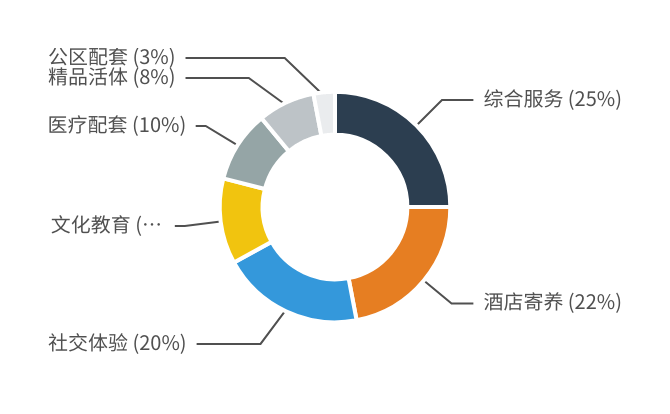 公区配套 (3%)
精品活体 (8%)
综合服务 (25%)
医疗配套 (10%)
文化教育 (…
酒店寄养 (22%)
社交体验 (20%)